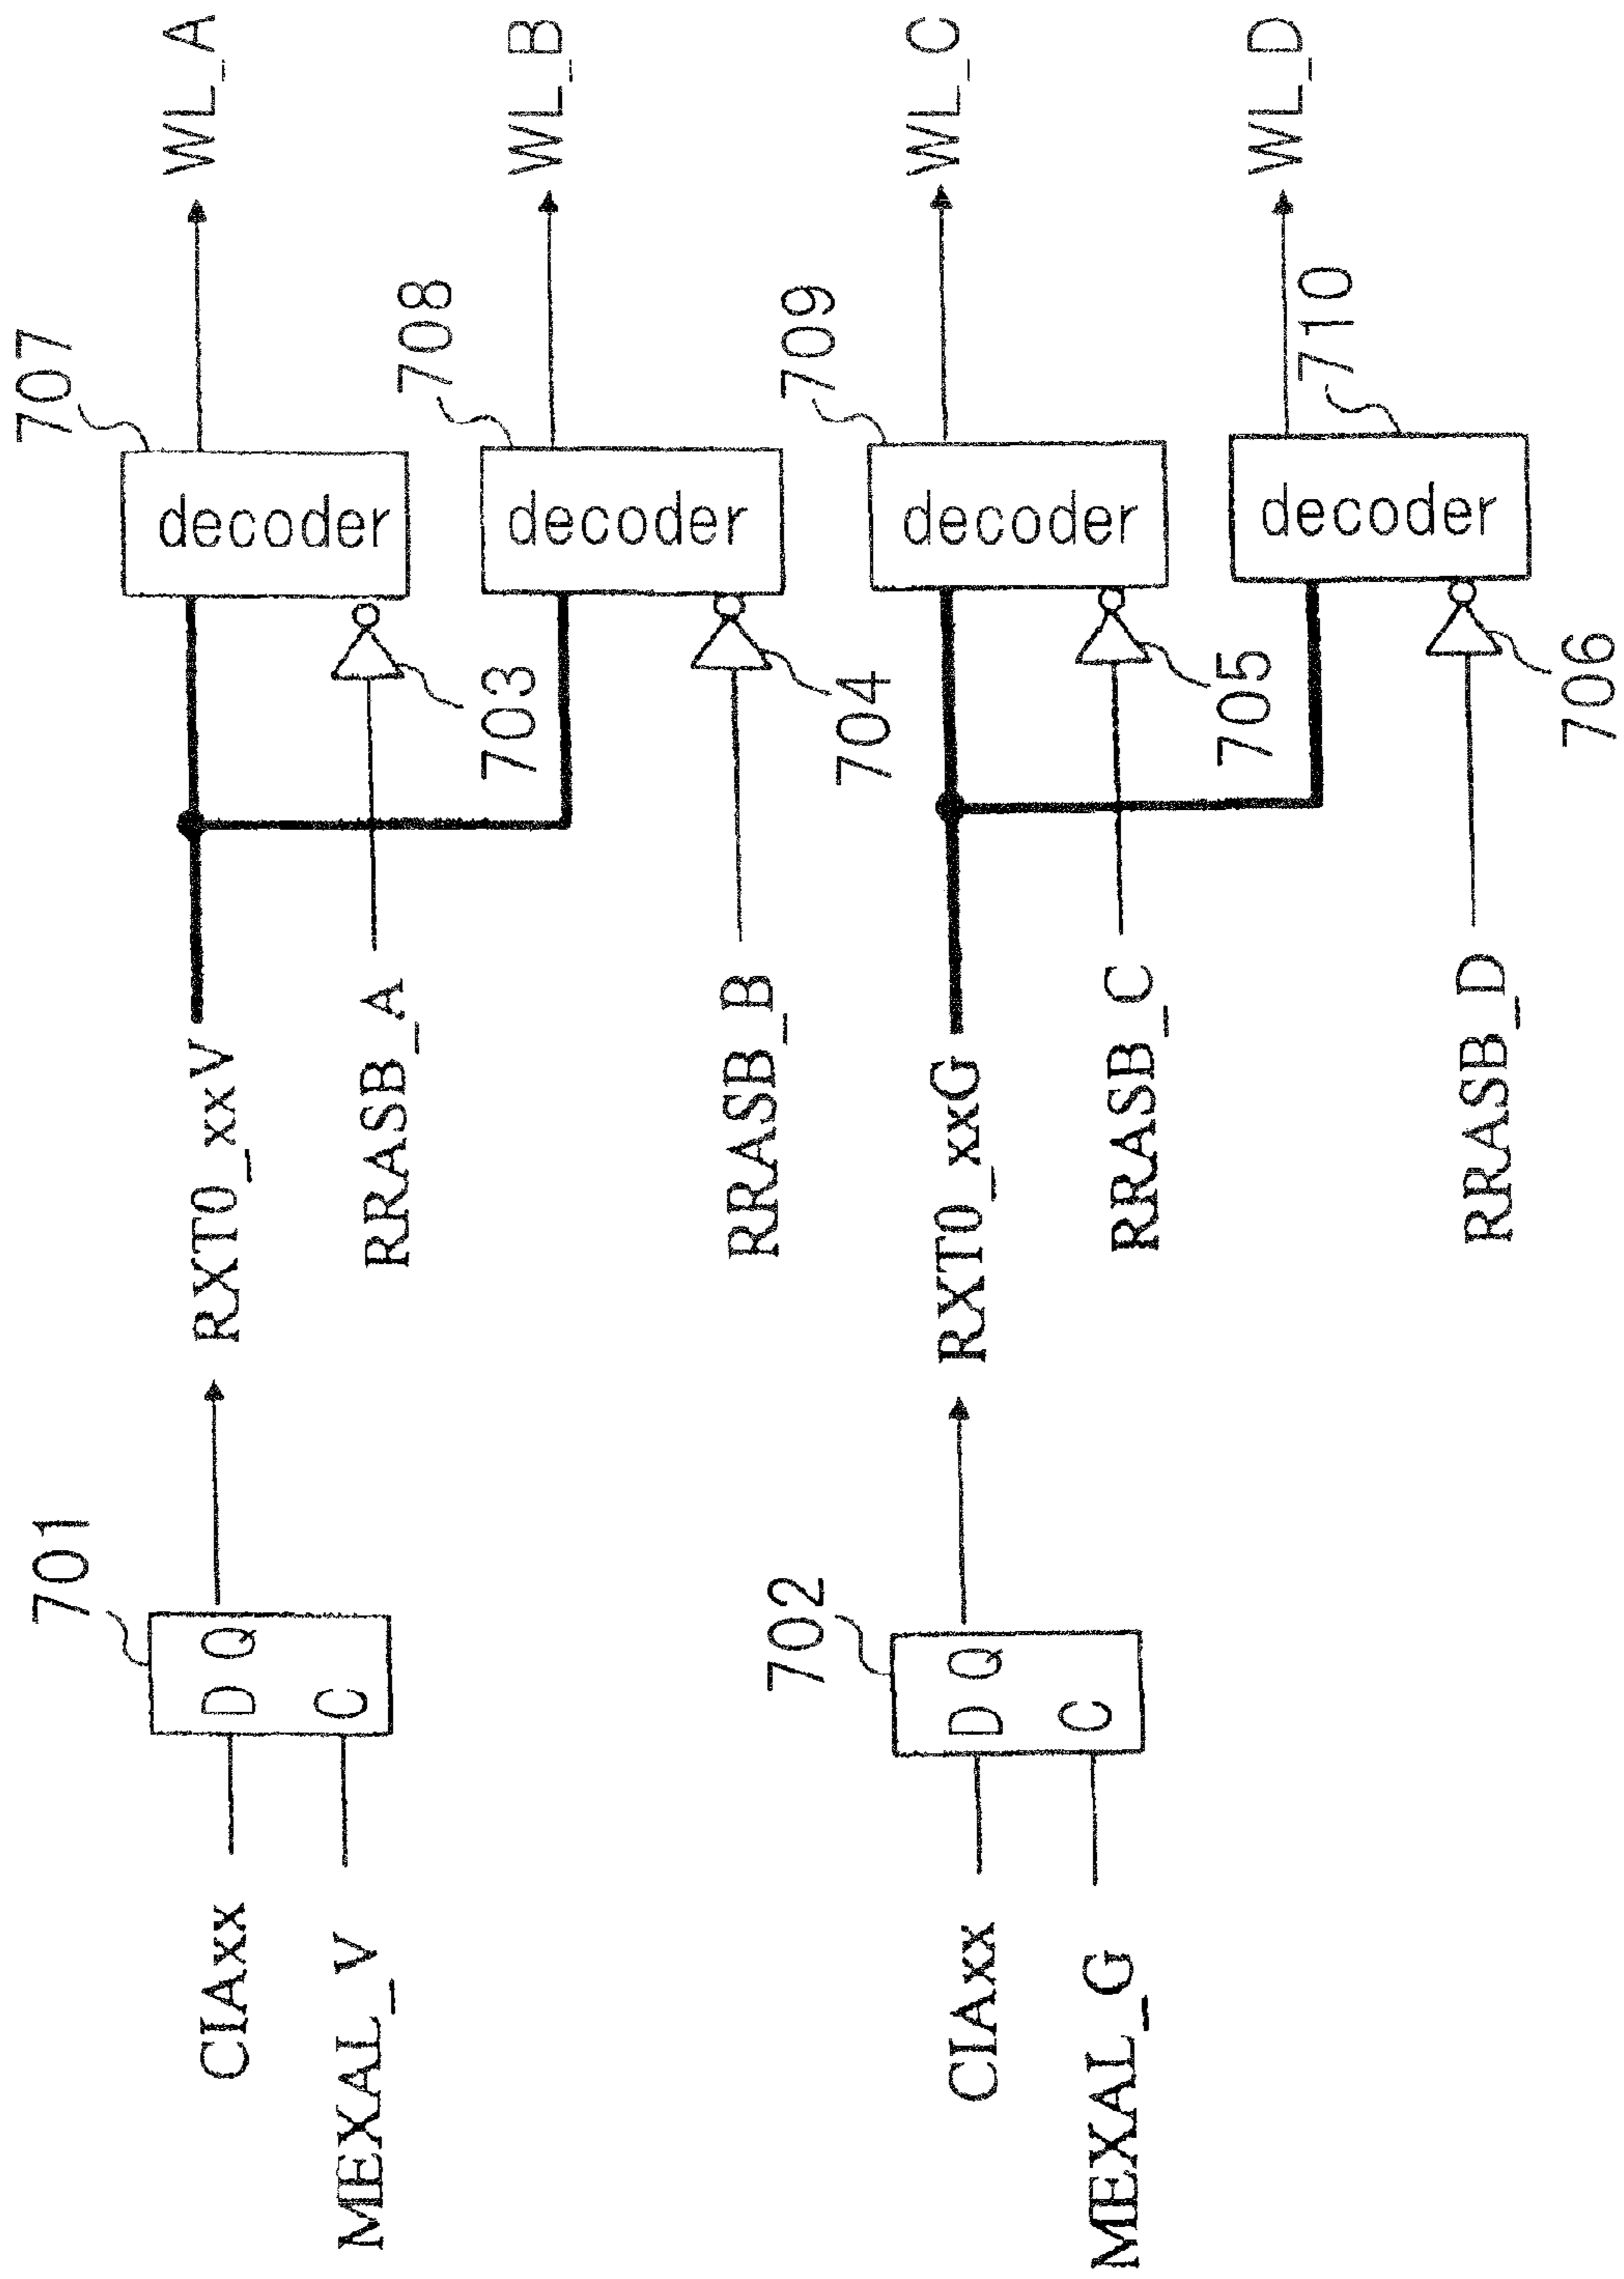 701
CIAxx
D Q
C
MEXAL_V
RXT0_xxV
RRASB_A
703
decoder
707
WL_A
RRASB_B
704
decoder
708
WL_B
702
CIAxx
D Q
C
MEXAL_G
RXT0_xxG
RRASB_C
705
decoder
709
WL_C
RRASB_D
706
decoder
710
WL_D